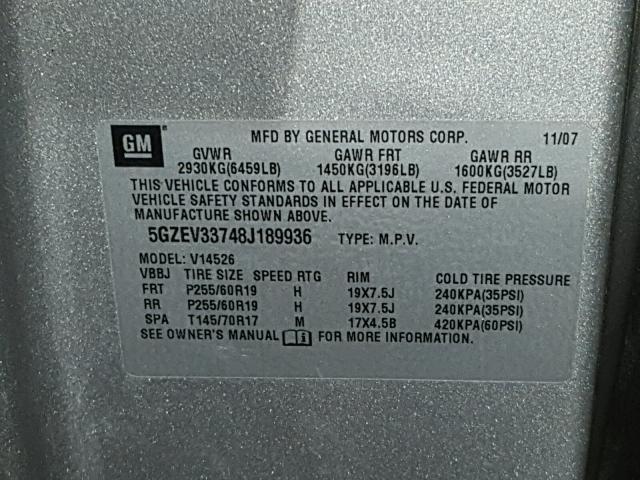 GM ® MFD BY GENERAL MOTORS CORP. 11/07
GVWR GAWR FRT GAWR RR
2930KG(6459LB) 1450KG(3196LB) 1600KG(3527LB)
THIS VEHICLE CONFORMS TO ALL APPLICABLE U.S. FEDERAL MOTOR
VEHICLE SAFETY STANDARDS IN EFFECT ON THE DATE OF
MANUFACTURE SHOWN ABOVE.
5GZEV33748J189936 TYPE: M.P.V.
MODEL: V14526
VBBJ TIRE SIZE SPEED RTG RIM COLD TIRE PRESSURE
FRT P255/60R19 H 19X7.5J 240KPA(35PSI)
RR P255/60R19 H 19X7.5J 240KPA(35PSI)
SPA T145/70R17 M 17X4.5B 420KPA(60PSI)
SEE OWNER'S MANUAL FOR MORE INFORMATION.